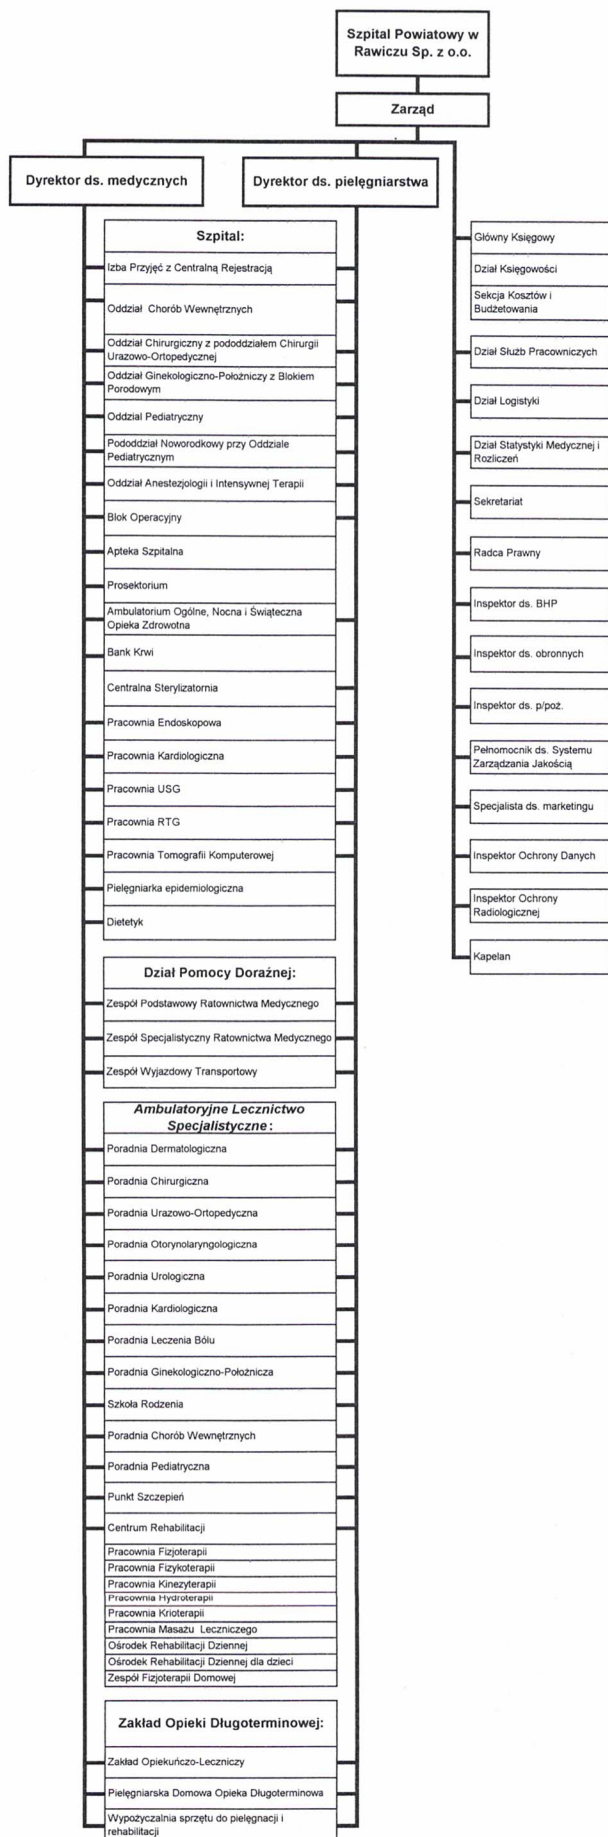 Szpital Powiatowy w
Rawiczu Sp. z o.o.
Zarząd
Dyrektor ds. medycznych
Dyrektor ds. pielęgniarstwa
Szpital:
Izba Przyjęć z Centralną Rejestracją
Oddział Chorób Wewnętrznych
Oddział Chirurgiczny z pododdziałem Chirurgii
Urazowo-Ortopedycznej
Oddział Ginekologiczno-Położniczy z Blokiem
Porodowym
Oddział Pediatryczny
Pododdział Noworodkowy przy Oddziale
Pediatrycznym
Oddział Anestezjologii i Intensywnej Terapii
Blok Operacyjny
Apteka Szpitalna
Prosektorium
Ambulatorium Ogólne, Nocna i Świąteczna
Opieka Zdrowotna
Bank Krwi
Centralna Sterylizatornia
Pracownia Endoskopowa
Pracownia Kardiologiczna
Pracownia USG
Pracownia RTG
Pracownia Tomografii Komputerowej
Pielęgniarka epidemiologiczna
Dietetyk
Dział Pomocy Doraźnej:
Zespół Podstawowy Ratownictwa Medycznego
Zespół Specjalistyczny Ratownictwa Medycznego
Zespół Wyjazdowy Transportowy
Ambulatoryjne Lecznictwo
Specjalistyczne:
Poradnia Dermatologiczna
Poradnia Chirurgiczna
Poradnia Urazowo-Ortopedyczna
Poradnia Otorynolaryngologiczna
Poradnia Urologiczna
Poradnia Kardiologiczna
Poradnia Leczenia Bólu
Poradnia Ginekologiczno-Położnicza
Szkoła Rodzenia
Poradnia Chorób Wewnętrznych
Poradnia Pediatryczna
Punkt Szczepień
Centrum Rehabilitacji
Pracownia Fizjoterapii
Pracownia Fizykoterapii
Pracownia Kinezyterapii
Pracownia Hydroterapii
Pracownia Krioterapii
Pracownia Masażu Leczniczego
Ośrodek Rehabilitacji Dziennej
Ośrodek Rehabilitacji Dziennej dla dzieci
Zespół Fizjoterapii Domowej
Zakład Opieki Długoterminowej:
Zakład Opiekuńczo-Leczniczy
Pielęgniarska Domowa Opieka Długoterminowa
Wypożyczalnia sprzętu do pielęgnacji i
rehabilitacji
Główny Księgowy
Dział Księgowości
Sekcja Kosztów i
Budżetowania
Dział Służb Pracowniczych
Dział Logistyki
Dział Statystyki Medycznej i
Rozliczeń
Sekretariat
Radca Prawny
Inspektor ds. BHP
Inspektor ds. obronnych
Inspektor ds. p/poż.
Pełnomocnik ds. Systemu
Zarządzania Jakością
Specjalista ds. marketingu
Inspektor Ochrony Danych
Inspektor Ochrony
Radiologicznej
Kapelan